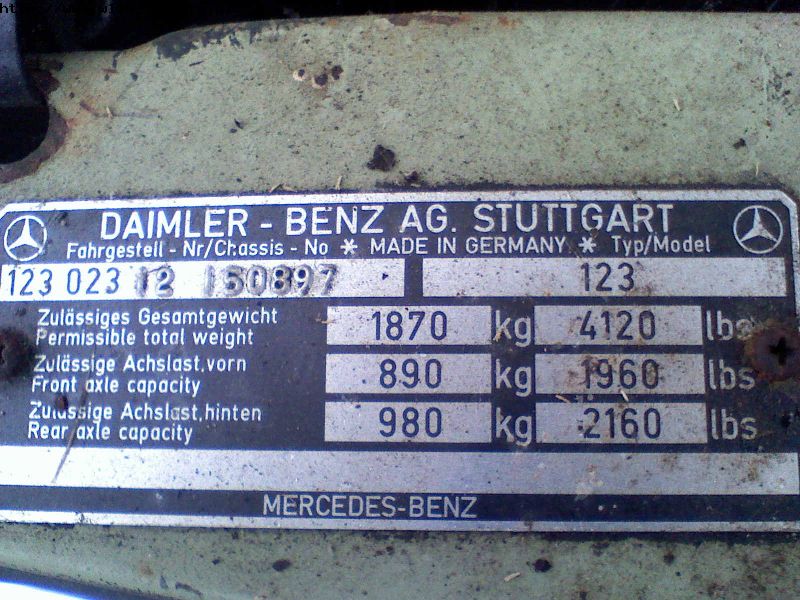 DAIMLER - BENZ AG. STUTTGART
Fahrgestell - Nr/Chassis - No * MADE IN GERMANY * Typ/Model
123 023 12 150897 123
Zulässiges Gesamtgewicht
Permissible total weight
1870 kg 4120 lbs
Zulässige Achslast,vorn
Front axle capacity
890 kg 1960 lbs
Zulässige Achslast,hinten
Rear axle capacity
980 kg 2160 lbs
MERCEDES-BENZ